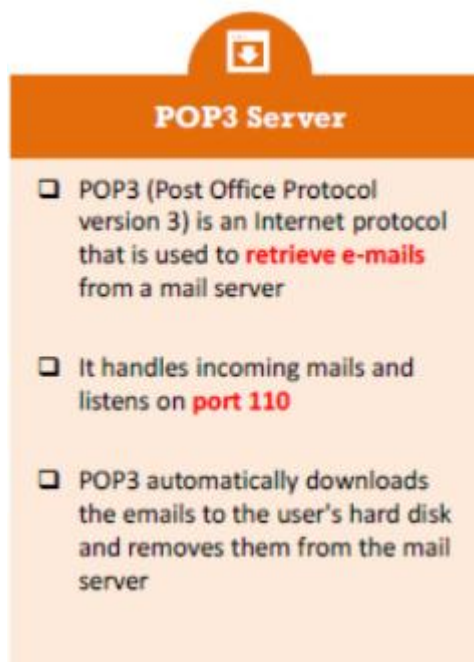 POP3 Server
❑ POP3 (Post Office Protocol
version 3) is an Internet protocol
that is used to retrieve e-mails
from a mail server
❑ It handles incoming mails and
listens on port 110
❑ POP3 automatically downloads
the emails to the user's hard disk
and removes them from the mail
server